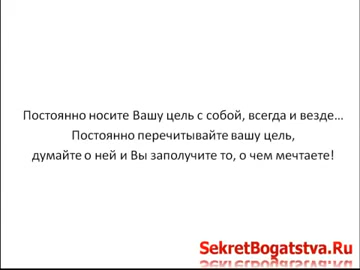 Постоянно носите Вашу цель с собой, всегда и везде…
Постоянно перечитывайте вашу цель,
думайте о ней и Вы заполучите то, о чем мечтаете!
SekretBogatstva.Ru